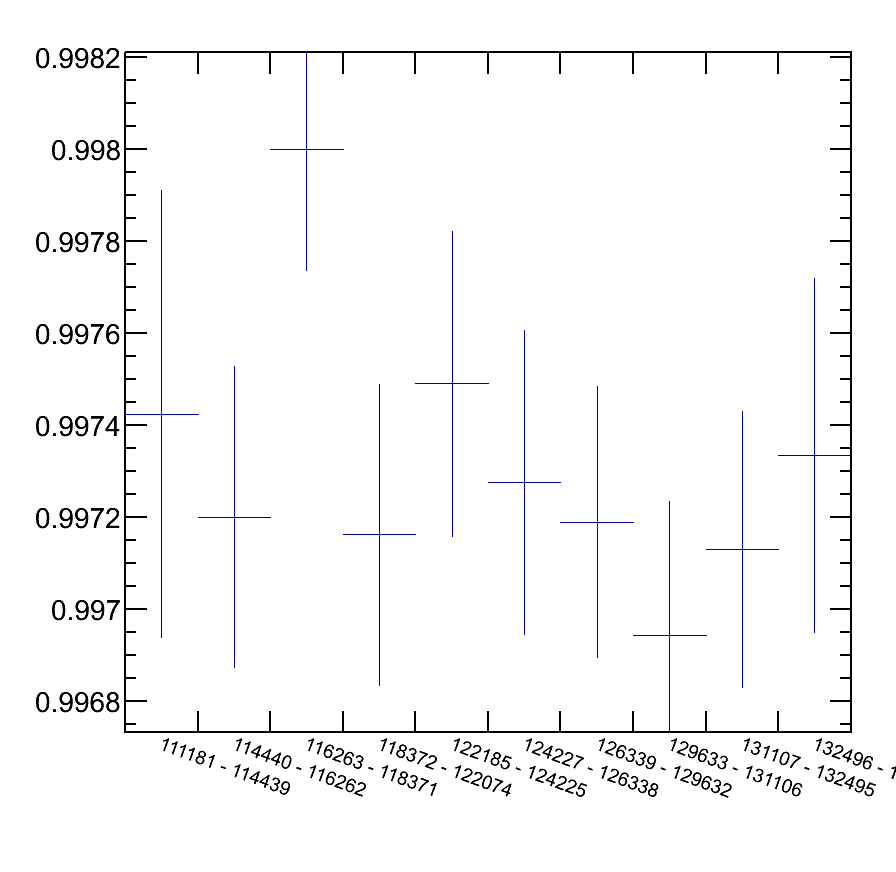 0.9982
0.998
0.9978
0.9976
0.9974
0.9972
0.997
0.9968
111181 - 114439
114440 - 116262
116263 - 118371
118372 - 122074
122185 - 124225
124227 - 126338
126339 - 129632
129633 - 131106
131107 - 132495
132496 - 1